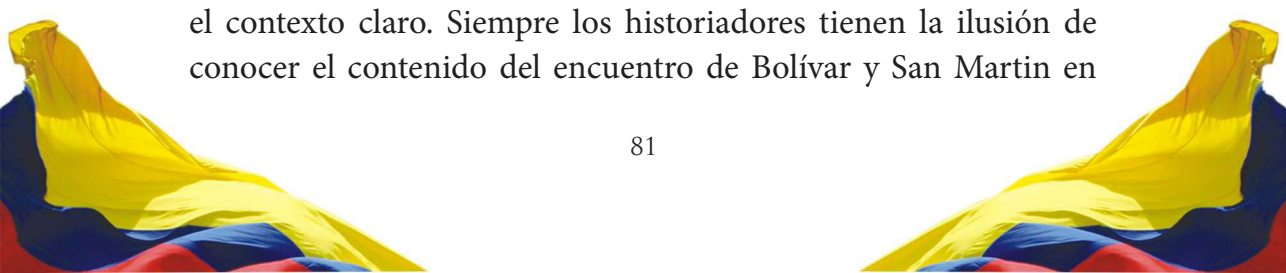 el contexto claro. Siempre los historiadores tienen la ilusión de
conocer el contenido del encuentro de Bolívar y San Martin en
81